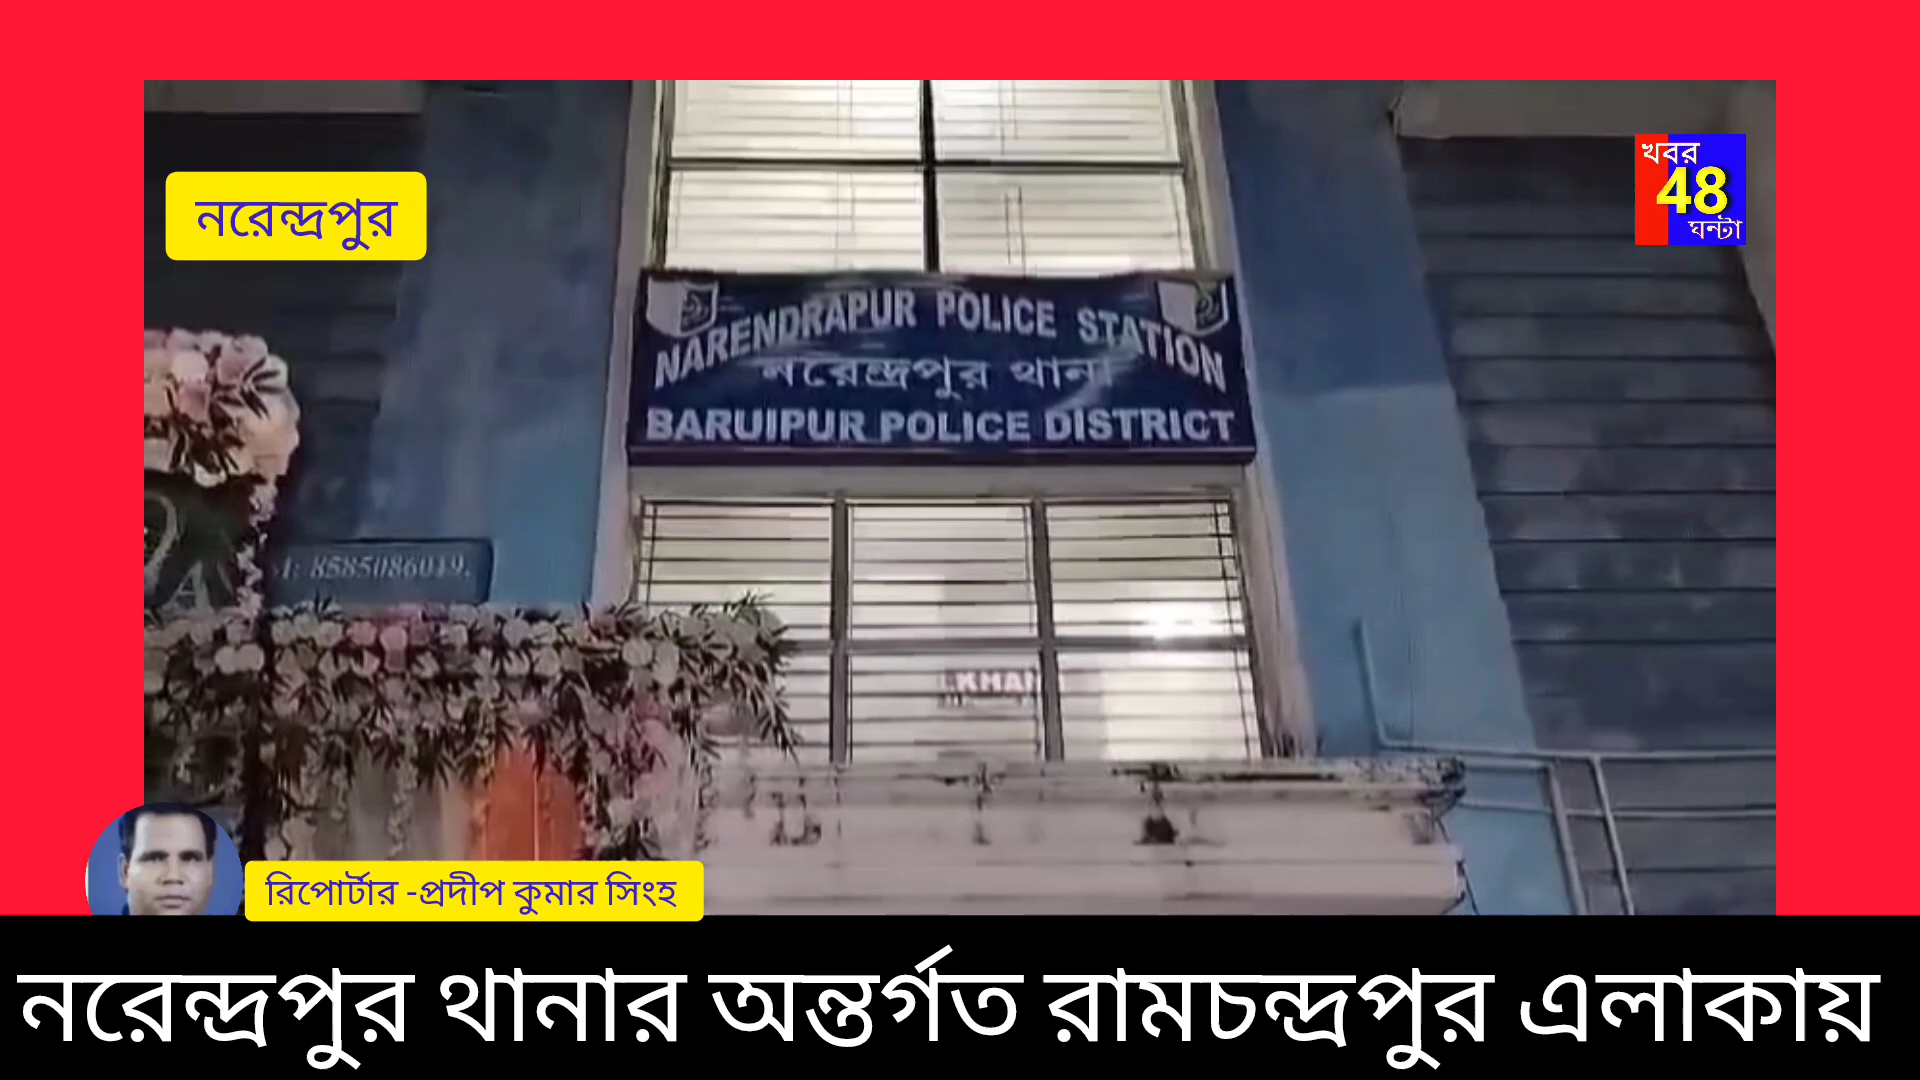 খবর
48
ঘন্টা
নরেন্দ্রপুর
NARENDRAPUR POLICE STATION
নরেন্দ্রপুর থানা
BARUIPUR POLICE DISTRICT
: 8585086049.
রিপোর্টার -প্রদীপ কুমার সিংহ
নরেন্দ্রপুর থানার অন্তর্গত রামচন্দ্রপুর এলাকায়